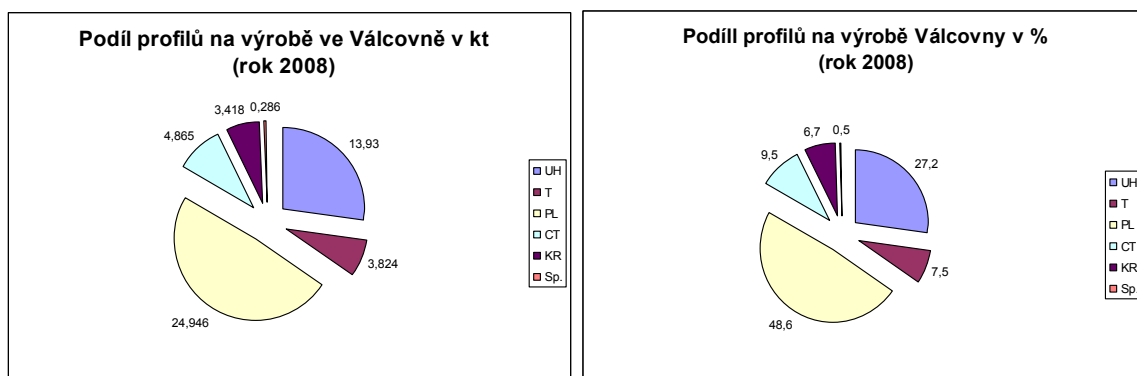 Podíl profilů na výrobě ve Válcovně v kt
(rok 2008)
0,286
3,418
4,865
13,93
3,824
24,946
UH
T
PL
CT
KR
Sp.
Podíll profilů na výrobě Válcovny v %
(rok 2008)
0,5
6,7
9,5
27,2
7,5
48,6
UH
T
PL
CT
KR
Sp.